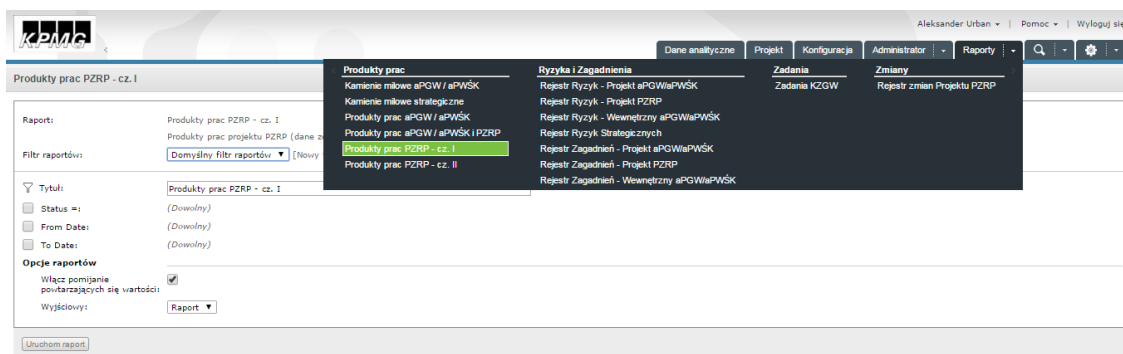 Aleksander Urban | Pomoc | Wyloguj się
KPMG
Dane analityczne Projekt Konfiguracja Administrator Raporty
Produkty prac PZRP - cz. I
Produkty prac
Kamienie milowe aPGW / aPWŚK
Kamienie milowe strategiczne
Produkty prac aPGW / aPWŚK
Produkty prac aPGW / aPWŚK i PZRP
Produkty prac PZRP - cz. I
Produkty prac PZRP - cz. II
Ryzyka i Zagadnienia
Rejestr Ryzyk - Projekt aPGW/aPWŚK
Rejestr Ryzyk - Projekt PZRP
Rejestr Ryzyk - Wewnętrzny aPGW/aPWŚK
Rejestr Ryzyk Strategicznych
Rejestr Zagadnień - Projekt aPGW/aPWŚK
Rejestr Zagadnień - Projekt PZRP
Rejestr Zagadnień - Wewnętrzny aPGW/aPWŚK
Zadania
Zadania KZGW
Zmiany
Rejestr zmian Projektu PZRP
Raport: Produkty prac PZRP - cz. I
Produkty prac projektu PZRP (dane
Filtr raportów: Domyślny filtr raportów [Nowy
Tytuł: Produkty prac PZRP - cz. I
Status =: (Dowolny)
From Date: (Dowolny)
To Date: (Dowolny)
Opcje raportów
Włącz pomijanie
powtarzających się wartości:
Wyjściowy: Raport
Uruchom raport